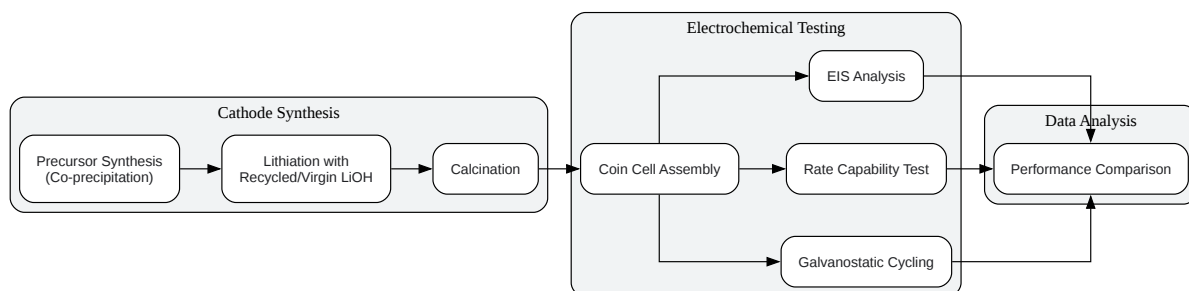 Electrochemical Testing
EIS Analysis
Cathode Synthesis
Data Analysis
Precursor Synthesis
(Co-precipitation)
Lithiation with
Recycled/Virgin LiOH
Calcination
Coin Cell Assembly
Rate Capability Test
Performance Comparison
Galvanostatic Cycling